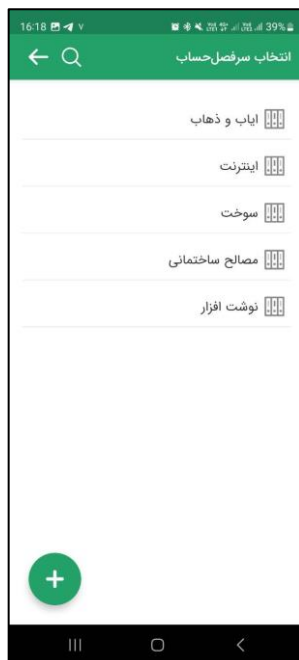 16:18
39%
انتخاب سرفصل‌حساب
ایاب و ذهاب
اینترنت
سوخت
مصالح ساختمانی
نوشت افزار